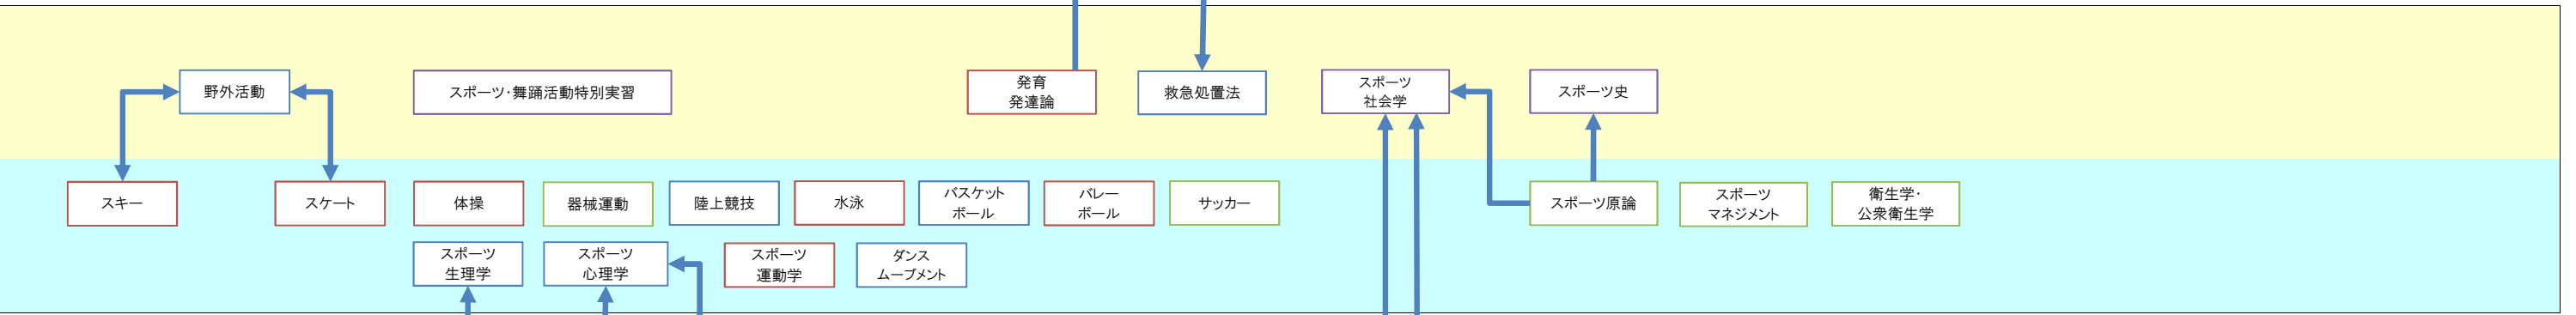 野外活動
スポーツ・舞踊活動特別実習
発育
発達論
救急処置法
スポーツ
社会学
スポーツ史
スキー
スケート
体操
器械運動
陸上競技
水泳
バスケット
ボール
バレー
ボール
サッカー
スポーツ原論
スポーツ
マネジメント
衛生学・
公衆衛生学
スポーツ
生理学
スポーツ
心理学
スポーツ
運動学
ダンス
ムーブメント